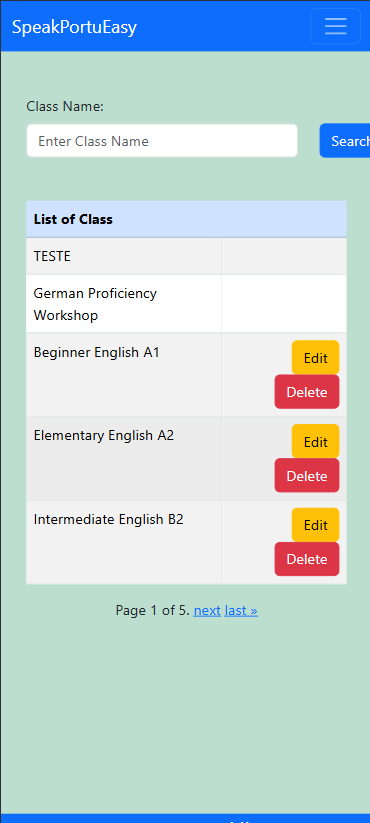 SpeakPortuEasy
Class Name:
Enter Class Name
Search
List of Class
TESTE
German Proficiency
Workshop
Beginner English A1
Edit
Delete
Elementary English A2
Edit
Delete
Intermediate English B2
Edit
Delete
Page 1 of 5. next last »